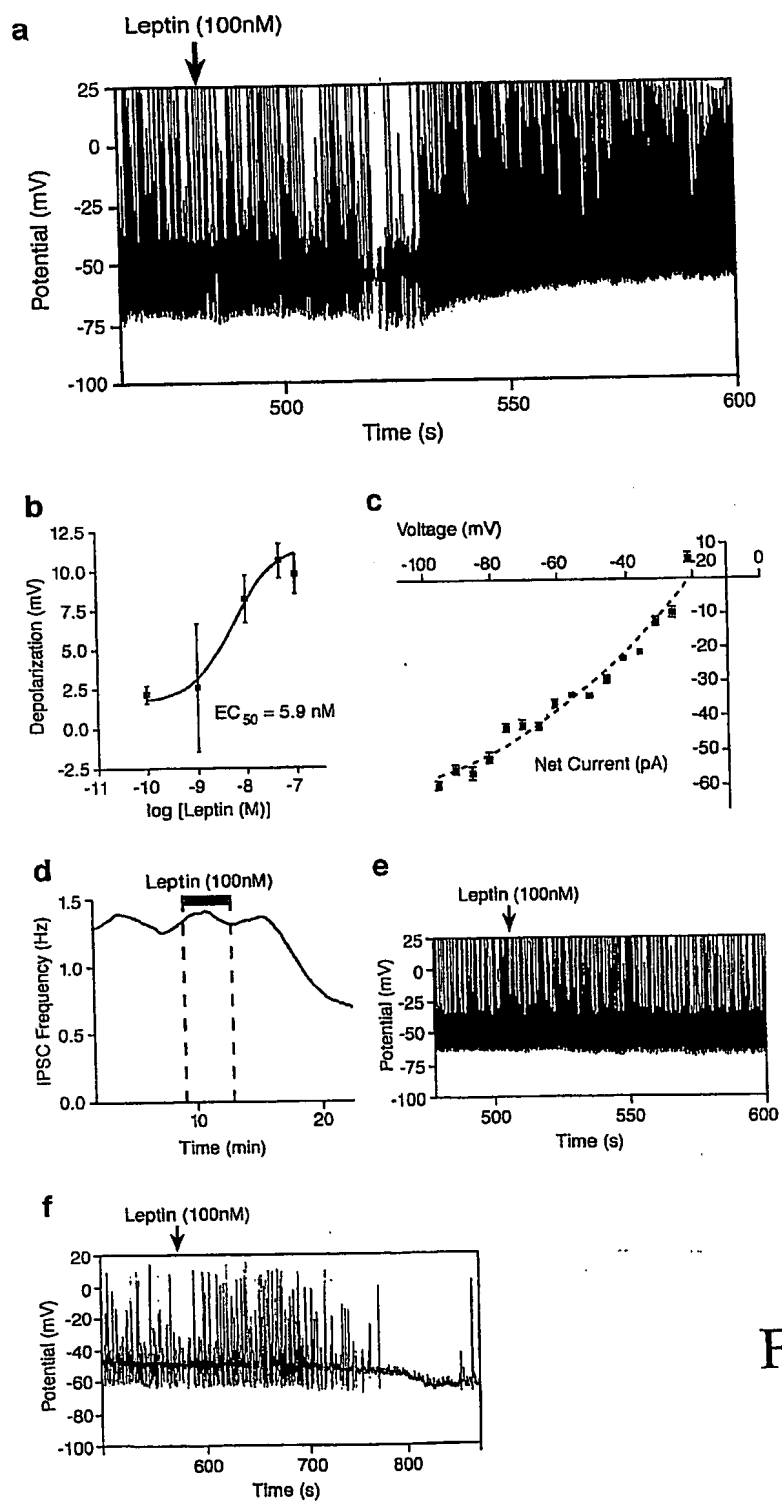 a
Leptin (100nM)
25
0
-25
-50
-75
-100
Potential (mV)
500
550
600
Time (s)
b
12.5
10.0
7.5
5.0
2.5
0.0
-2.5
Depolarization (mV)
EC50 = 5.9 nM
-11
-10
-9
-8
-7
log [Leptin (M)]
c
Voltage (mV)
-100
-80
-60
-40
-20
0
10
-10
-20
-30
-40
-50
-60
Net Current (pA)
d
Leptin (100nM)
1.5
1.0
0.5
0.0
IPSC Frequency (Hz)
10
20
Time (min)
e
Leptin (100nM)
25
0
-25
-50
-75
-100
Potential (mV)
500
550
600
Time (s)
f
Leptin (100nM)
20
0
-20
-40
-60
-80
-100
Potential (mV)
600
700
800
Time (s)
F